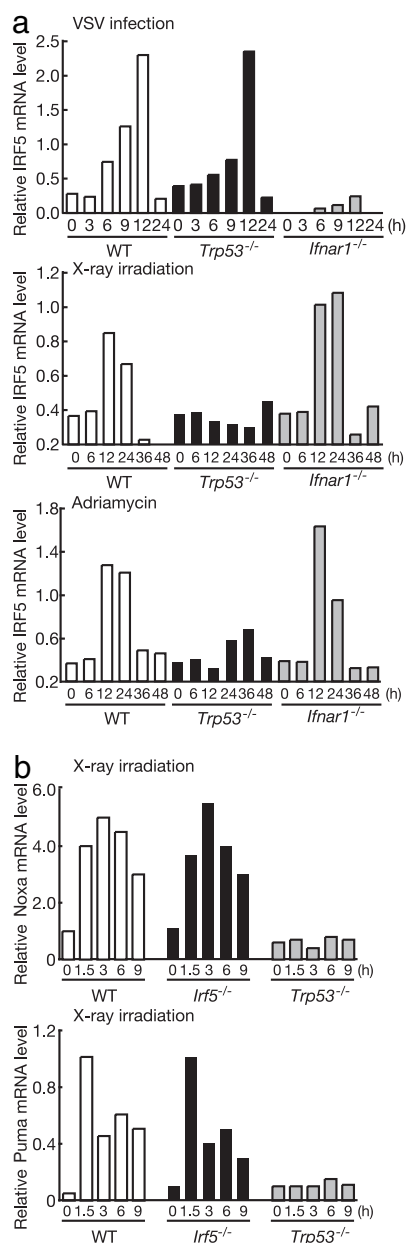 a
VSV infection
Relative IRF5 mRNA level
2.5
2.0
1.5
1.0
0.5
0.0
0 3 6 9 1224 0 3 6 9 1224 0 3 6 9 1224 (h)
WT Trp53-/- Ifnar1-/-
X-ray irradiation
Relative IRF5 mRNA level
1.2
1.0
0.8
0.6
0.4
0.2
0 6 12 24 36 48 0 6 12 24 36 48 0 6 12 24 36 48 (h)
WT Trp53-/- Ifnar1-/-
Adriamycin
Relative IRF5 mRNA level
1.8
1.4
1.0
0.6
0.2
0 6 12 24 36 48 0 6 12 24 36 48 0 6 12 24 36 48 (h)
WT Trp53-/- Ifnar1-/-
b
X-ray irradiation
Relative Noxa mRNA level
6.0
4.0
2.0
0
0 1.5 3 6 9 0 1.5 3 6 9 0 1.5 3 6 9 (h)
WT Irf5-/- Trp53-/-
X-ray irradiation
Relative Puma mRNA level
1.2
0.8
0.4
0
0 1.5 3 6 9 0 1.5 3 6 9 0 1.5 3 6 9 (h)
WT Irf5-/- Trp53-/-